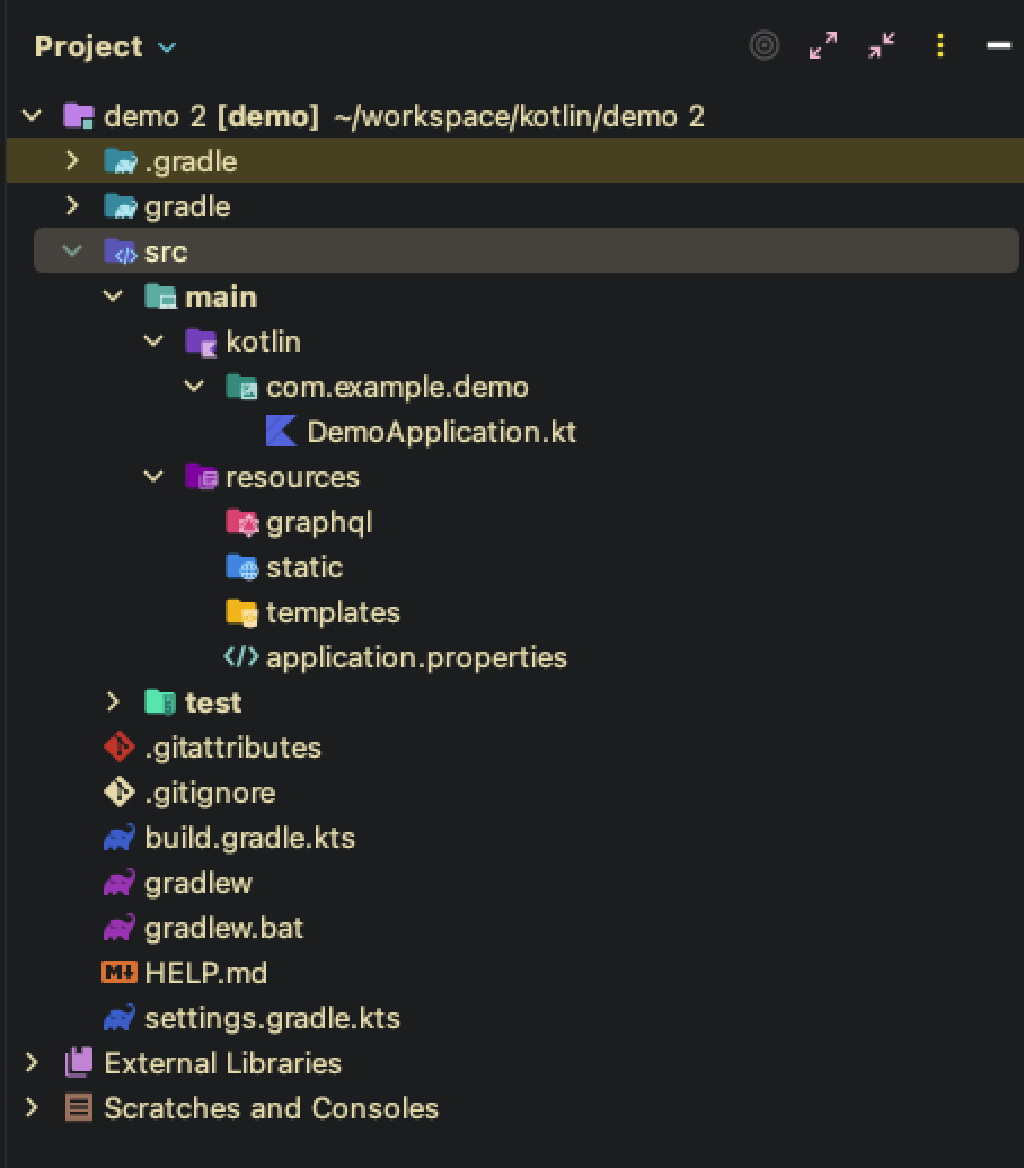 Project
demo 2 [demo] ~/workspace/kotlin/demo 2
.gradle
gradle
src
main
kotlin
com.example.demo
DemoApplication.kt
resources
graphql
static
templates
</> application.properties
test
.gitattributes
.gitignore
build.gradle.kts
gradlew
gradlew.bat
M↓ HELP.md
settings.gradle.kts
External Libraries
Scratches and Consoles